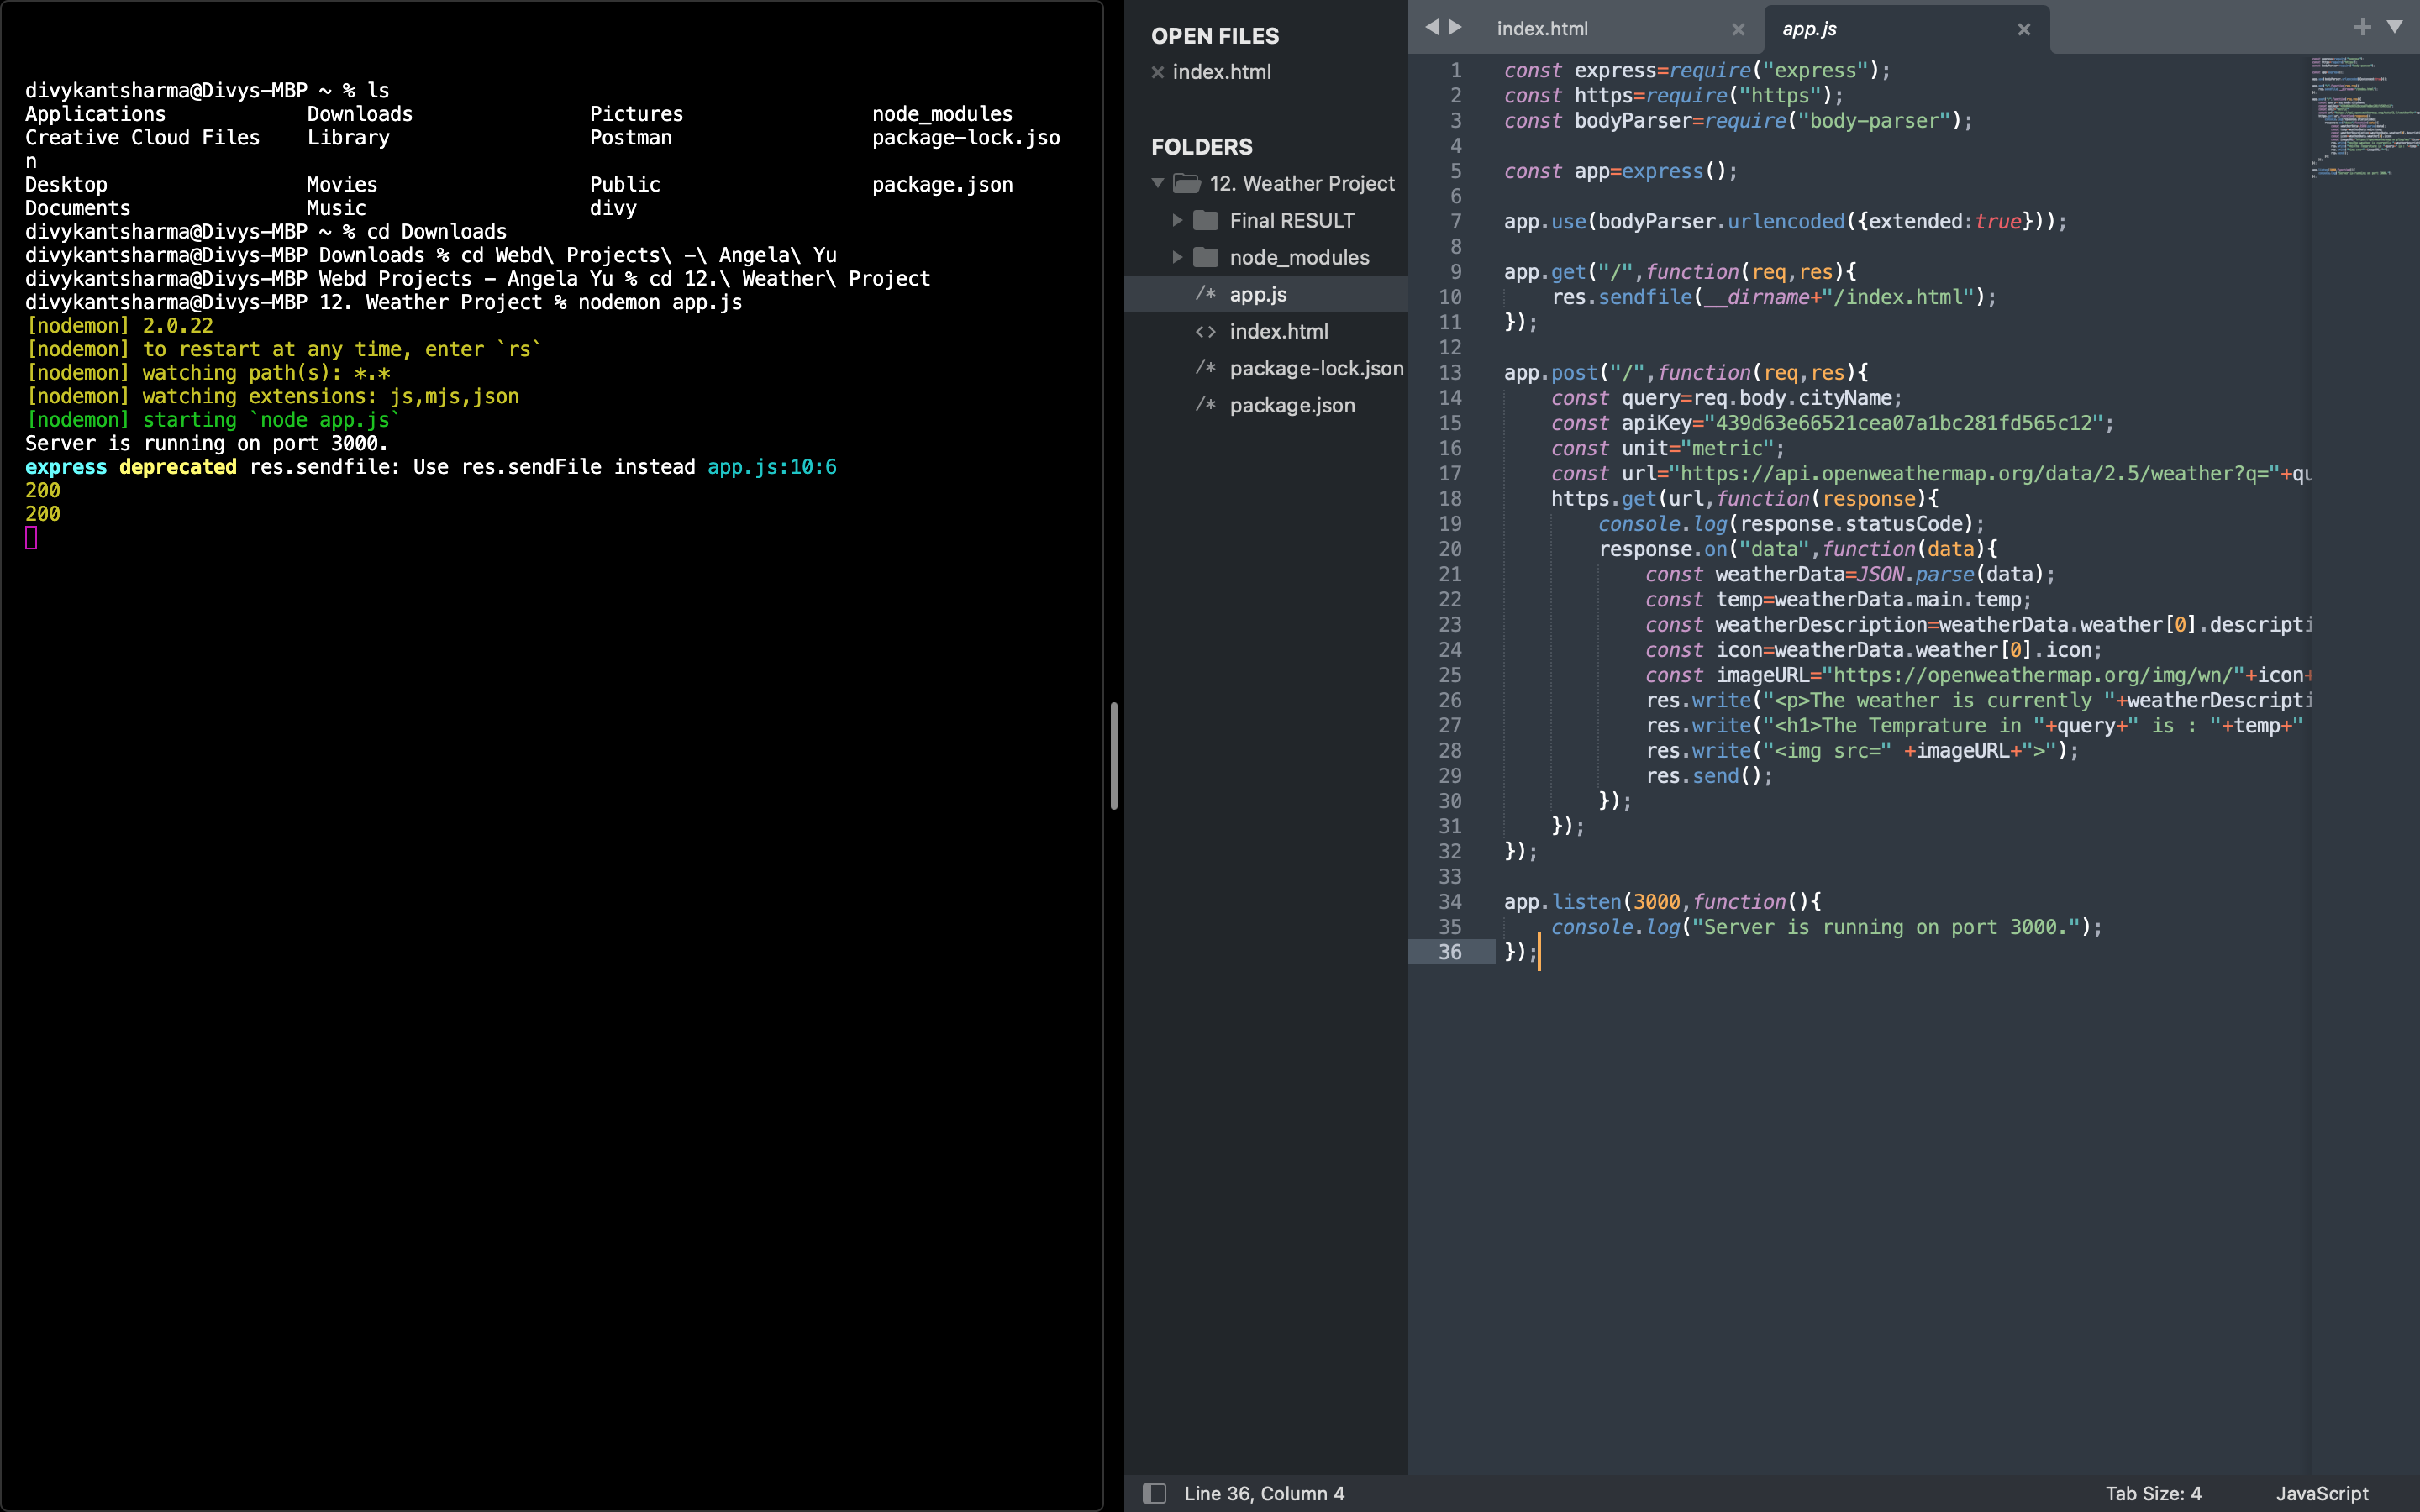 divykantsharma@Divys-MBP ~ % ls
Applications Downloads Pictures node_modules
Creative Cloud Files Library Postman package-lock.jso
n
Desktop Movies Public package.json
Documents Music divy
divykantsharma@Divys-MBP ~ % cd Downloads
divykantsharma@Divys-MBP Downloads % cd Webd\ Projects\ -\ Angela\ Yu
divykantsharma@Divys-MBP Webd Projects - Angela Yu % cd 12.\ Weather\ Project
divykantsharma@Divys-MBP 12. Weather Project % nodemon app.js
[nodemon] 2.0.22
[nodemon] to restart at any time, enter `rs`
[nodemon] watching path(s): *.*
[nodemon] watching extensions: js,mjs,json
[nodemon] starting `node app.js`
Server is running on port 3000.
express deprecated res.sendfile: Use res.sendFile instead app.js:10:6
200
200
OPEN FILES
index.html
FOLDERS
12. Weather Project
Final RESULT
node_modules
/* app.js
<> index.html
/* package-lock.json
/* package.json
index.html
app.js
1 const express=require("express");
2 const https=require("https");
3 const bodyParser=require("body-parser");
4
5 const app=express();
6
7 app.use(bodyParser.urlencoded({extended:true}));
8
9 app.get("/",function(req,res){
10 res.sendfile(__dirname+"/index.html");
11 });
12
13 app.post("/",function(req,res){
14 const query=req.body.cityName;
15 const apiKey="439d63e66521cea07a1bc281fd565c12";
16 const unit="metric";
17 const url="https://api.openweathermap.org/data/2.5/weather?q="+qu
18 https.get(url,function(response){
19 console.log(response.statusCode);
20 response.on("data",function(data){
21 const weatherData=JSON.parse(data);
22 const temp=weatherData.main.temp;
23 const weatherDescription=weatherData.weather[0].descripti
24 const icon=weatherData.weather[0].icon;
25 const imageURL="https://openweathermap.org/img/wn/"+icon+
26 res.write("<p>The weather is currently "+weatherDescripti
27 res.write("<h1>The Temprature in "+query+" is : "+temp+"
28 res.write("<img src=" +imageURL+">");
29 res.send();
30 });
31 });
32 });
33
34 app.listen(3000,function(){
35 console.log("Server is running on port 3000.");
36 });
Line 36, Column 4
Tab Size: 4
JavaScript